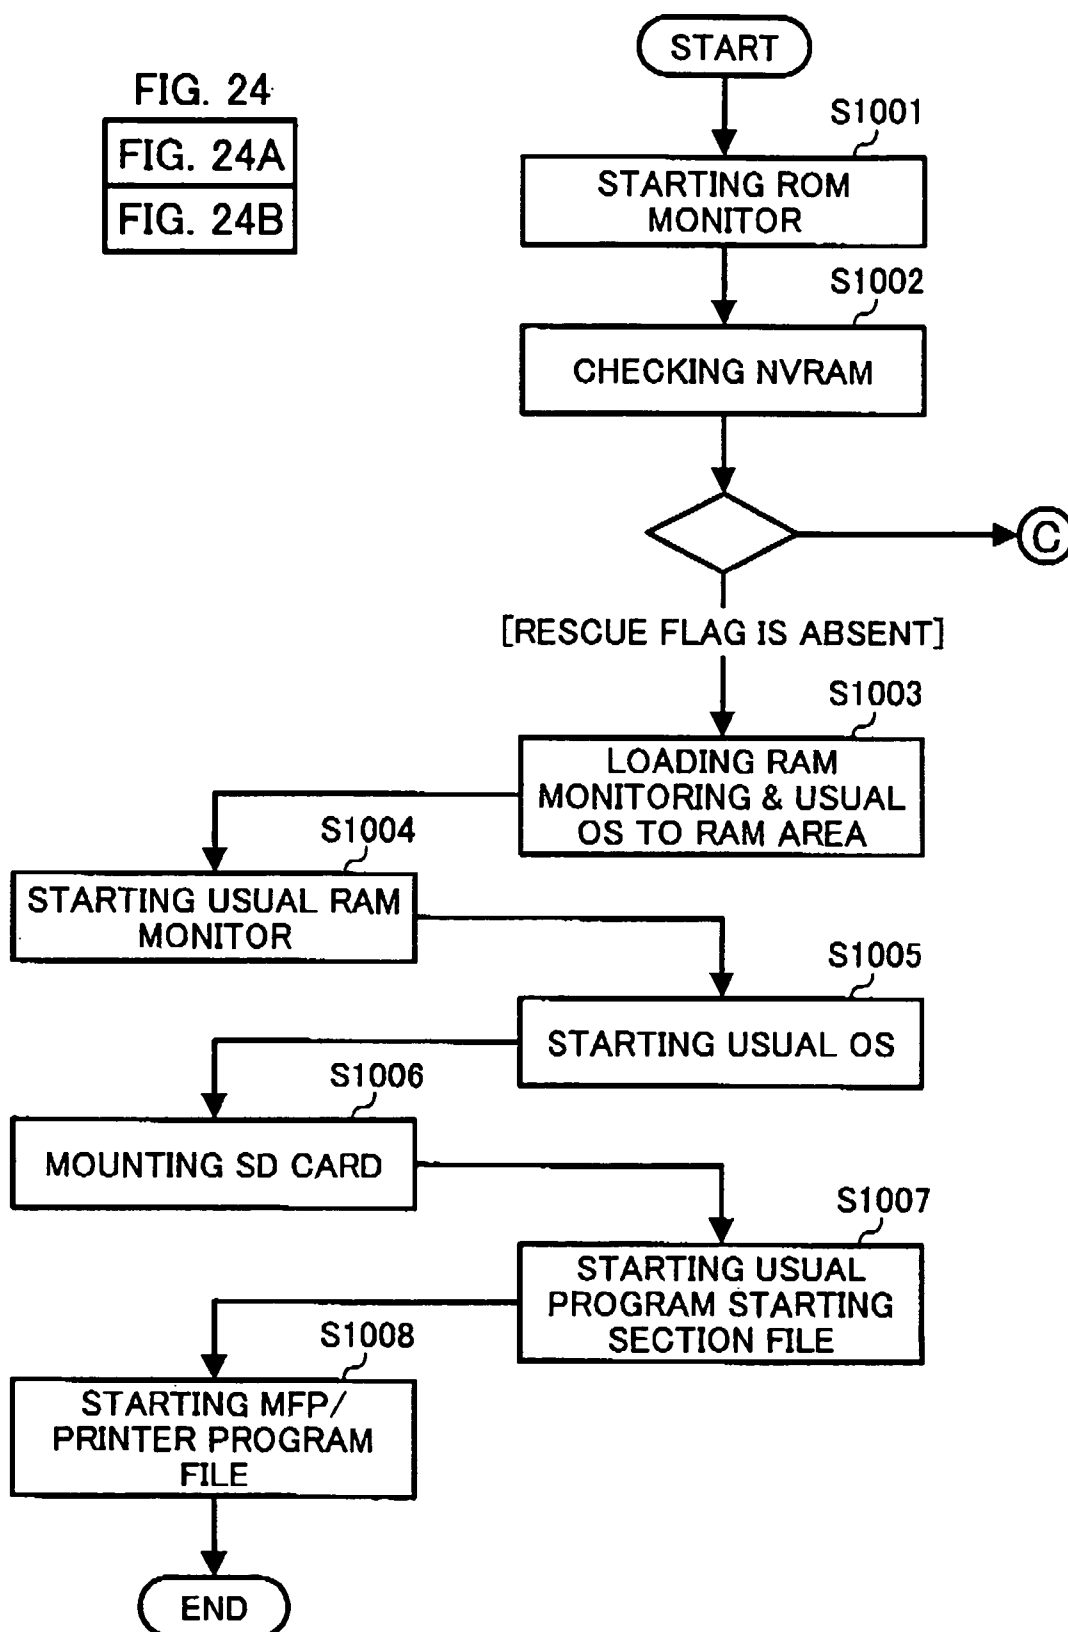 FIG. 24
FIG. 24A
FIG. 24B
START
S1001
STARTING ROM
MONITOR
S1002
CHECKING NVRAM
C
[RESCUE FLAG IS ABSENT]
S1003
LOADING RAM
MONITORING & USUAL
OS TO RAM AREA
S1004
STARTING USUAL RAM
MONITOR
S1005
STARTING USUAL OS
S1006
MOUNTING SD CARD
S1007
STARTING USUAL
PROGRAM STARTING
SECTION FILE
S1008
STARTING MFP/
PRINTER PROGRAM
FILE
END